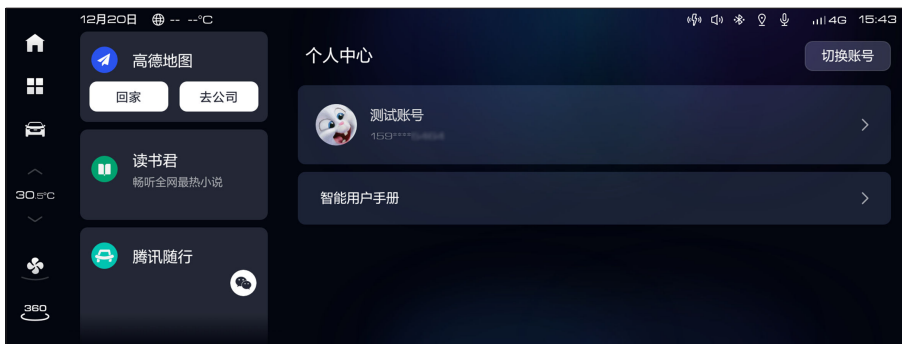 12月20日 -- --°C
4G 15:43
高德地图
回家 去公司
读书君
畅听全网最热小说
腾讯随行
30.5°C
360
个人中心
切换账号
测试账号
159****
智能用户手册